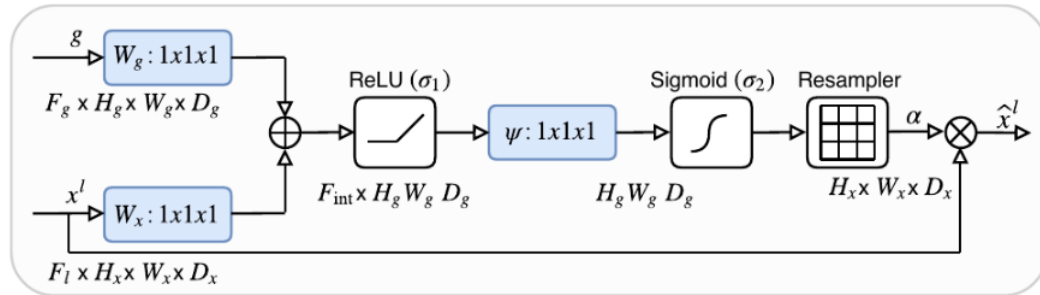 g
W_g : 1x1x1
F_g x H_g x W_g x D_g
x^l
W_x : 1x1x1
F_l x H_x x W_x x D_x
ReLU (σ_1)
F_int x H_g W_g D_g
ψ : 1x1x1
Sigmoid (σ_2)
H_g W_g D_g
Resampler
α
H_x x W_x x D_x
x̂^l